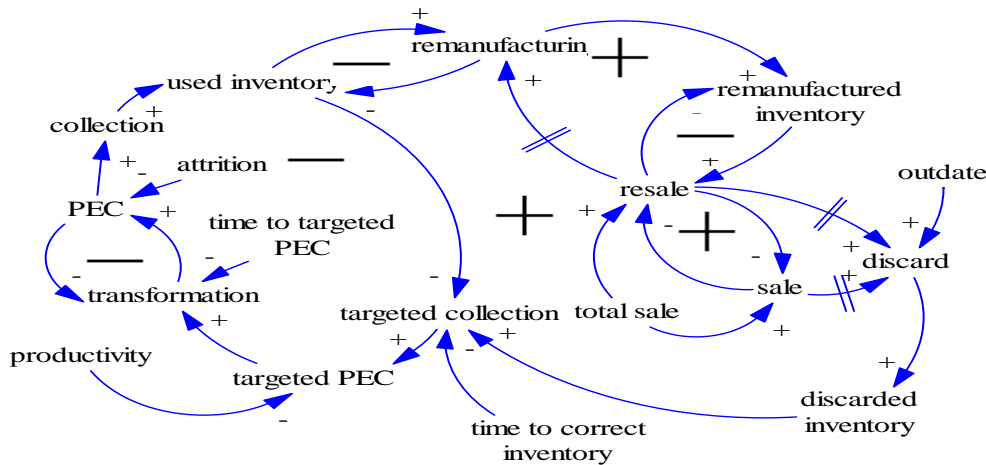 remanufacturin
used inventory
remanufactured
inventory
collection
attrition
resale
outdate
PEC
time to targeted
PEC
discard
transformation
sale
targeted collection
total sale
productivity
targeted PEC
discarded
inventory
time to correct
inventory